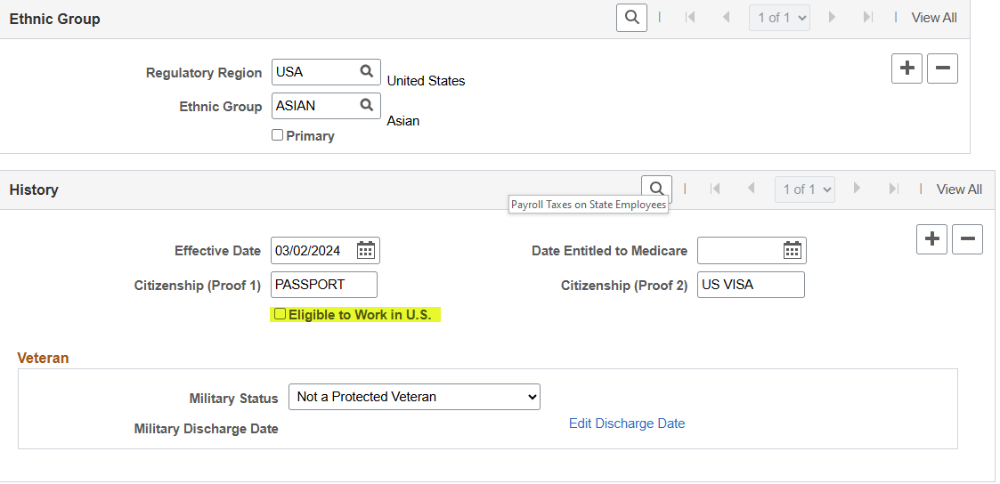 Ethnic Group 1 of 1 View All
Regulatory Region USA United States
Ethnic Group ASIAN Asian
Primary
History 1 of 1 View All
Payroll Taxes on State Employees
Effective Date 03/02/2024 Date Entitled to Medicare
Citizenship (Proof 1) PASSPORT Citizenship (Proof 2) US VISA
Eligible to Work in U.S.
Veteran
Military Status Not a Protected Veteran
Military Discharge Date Edit Discharge Date